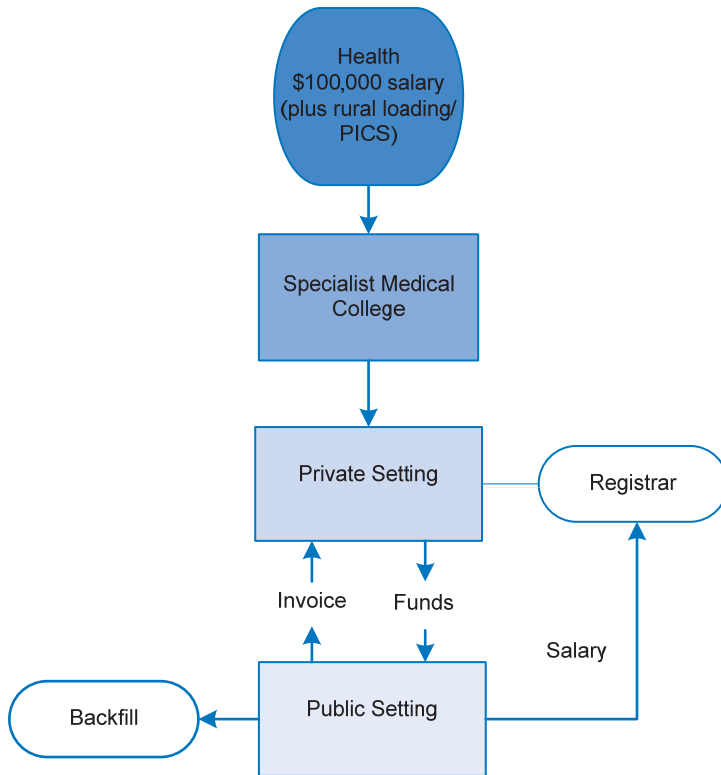 Health
$100,000 salary
(plus rural loading/
PICS)
Specialist Medical
College
Private Setting
Registrar
Invoice
Funds
Salary
Public Setting
Backfill